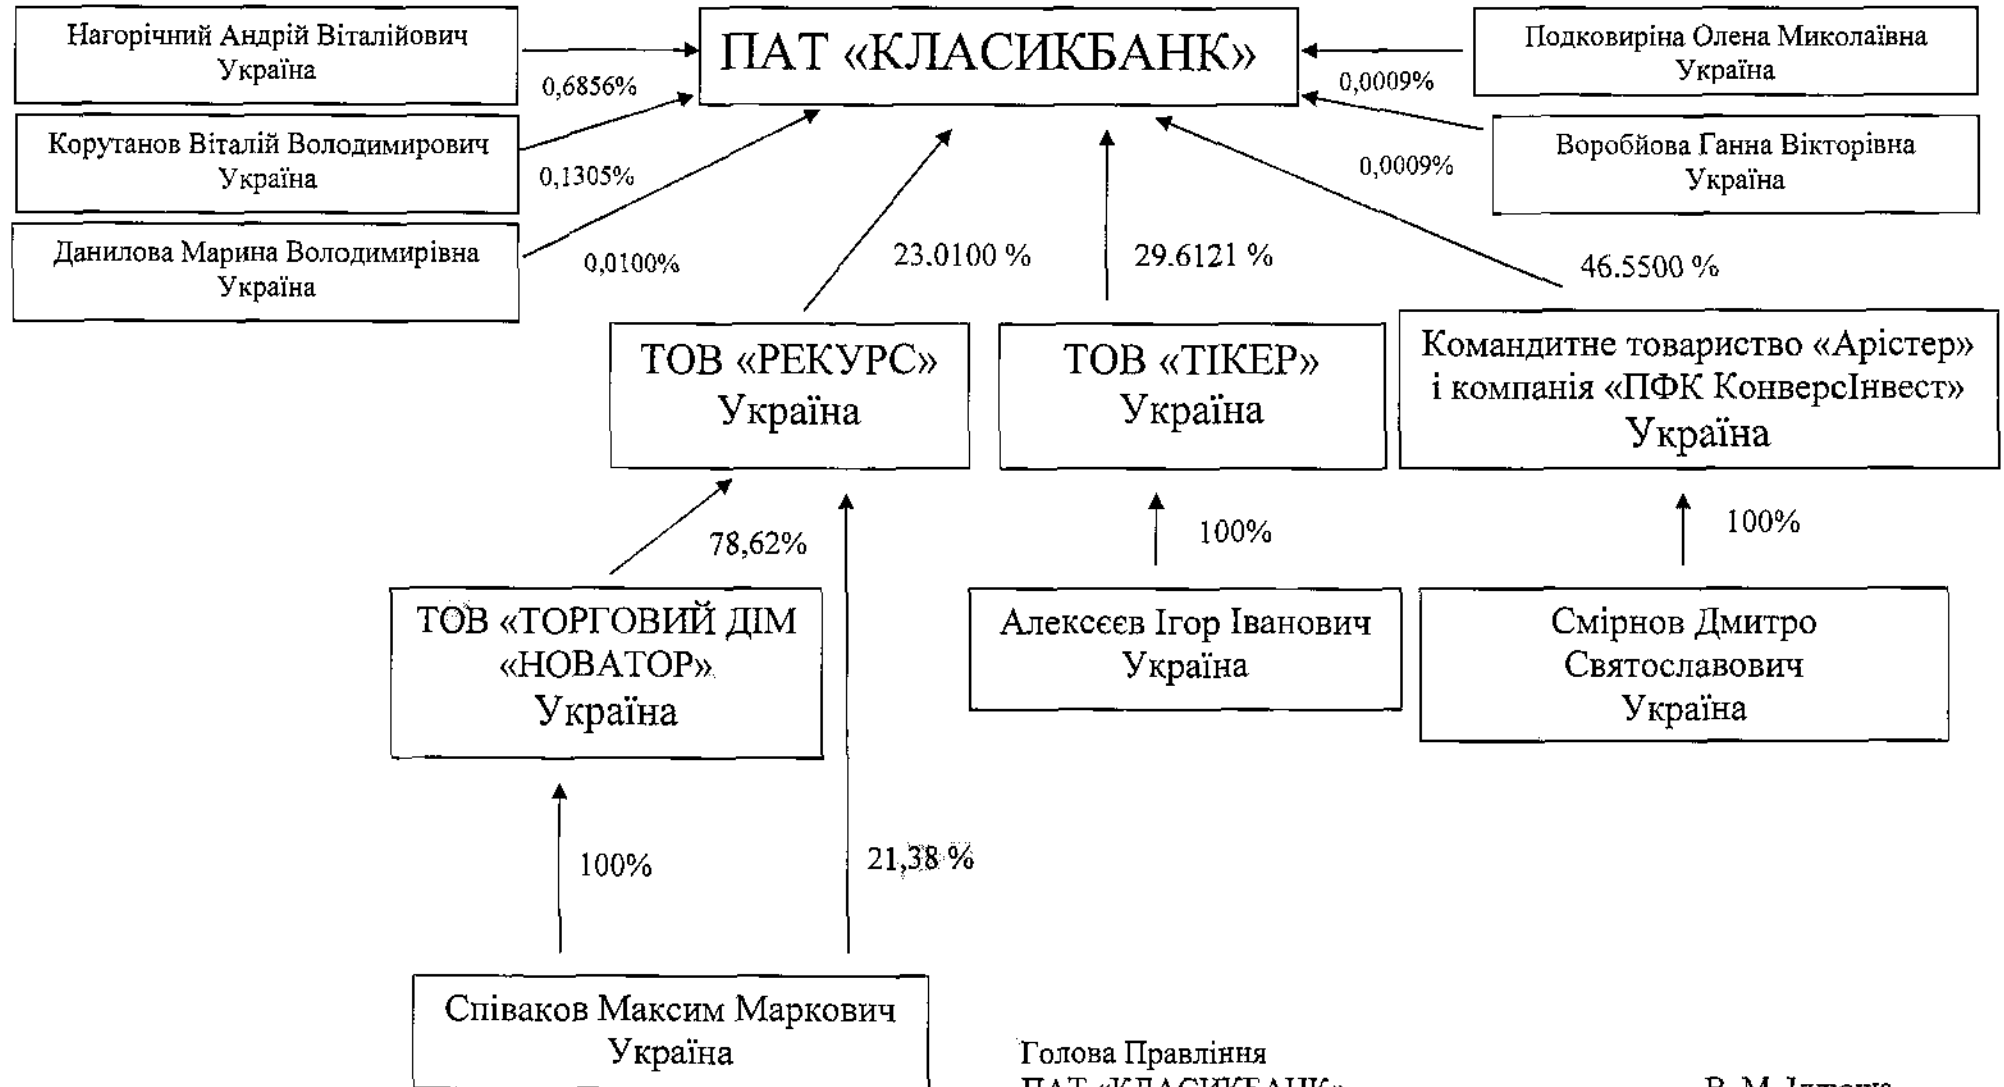 Нагорічний Андрій Віталійович
Україна
0,6856%
ПАТ «КЛАСИКБАНК»
Подковиріна Олена Миколаївна
Україна
0,0009%
Корутанов Віталій Володимирович
Україна
0,1305%
Воробйова Ганна Вікторівна
Україна
0,0009%
Данилова Марина Володимирівна
Україна
0,0100%
23.0100 %
29.6121 %
46.5500 %
ТОВ «РЕКУРС»
Україна
ТОВ «ТІКЕР»
Україна
Командитне товариство «Арістер»
і компанія «ПФК КонверсІнвест»
Україна
78,62%
100%
100%
ТОВ «ТОРГОВИЙ ДІМ
«НОВАТОР»
Україна
Алексєєв Ігор Іванович
Україна
Смірнов Дмитро
Святославович
Україна
100%
21,38 %
Співаков Максим Маркович
Україна
Голова Правління
ПАТ «КЛАСИКБАНК»
В. М.